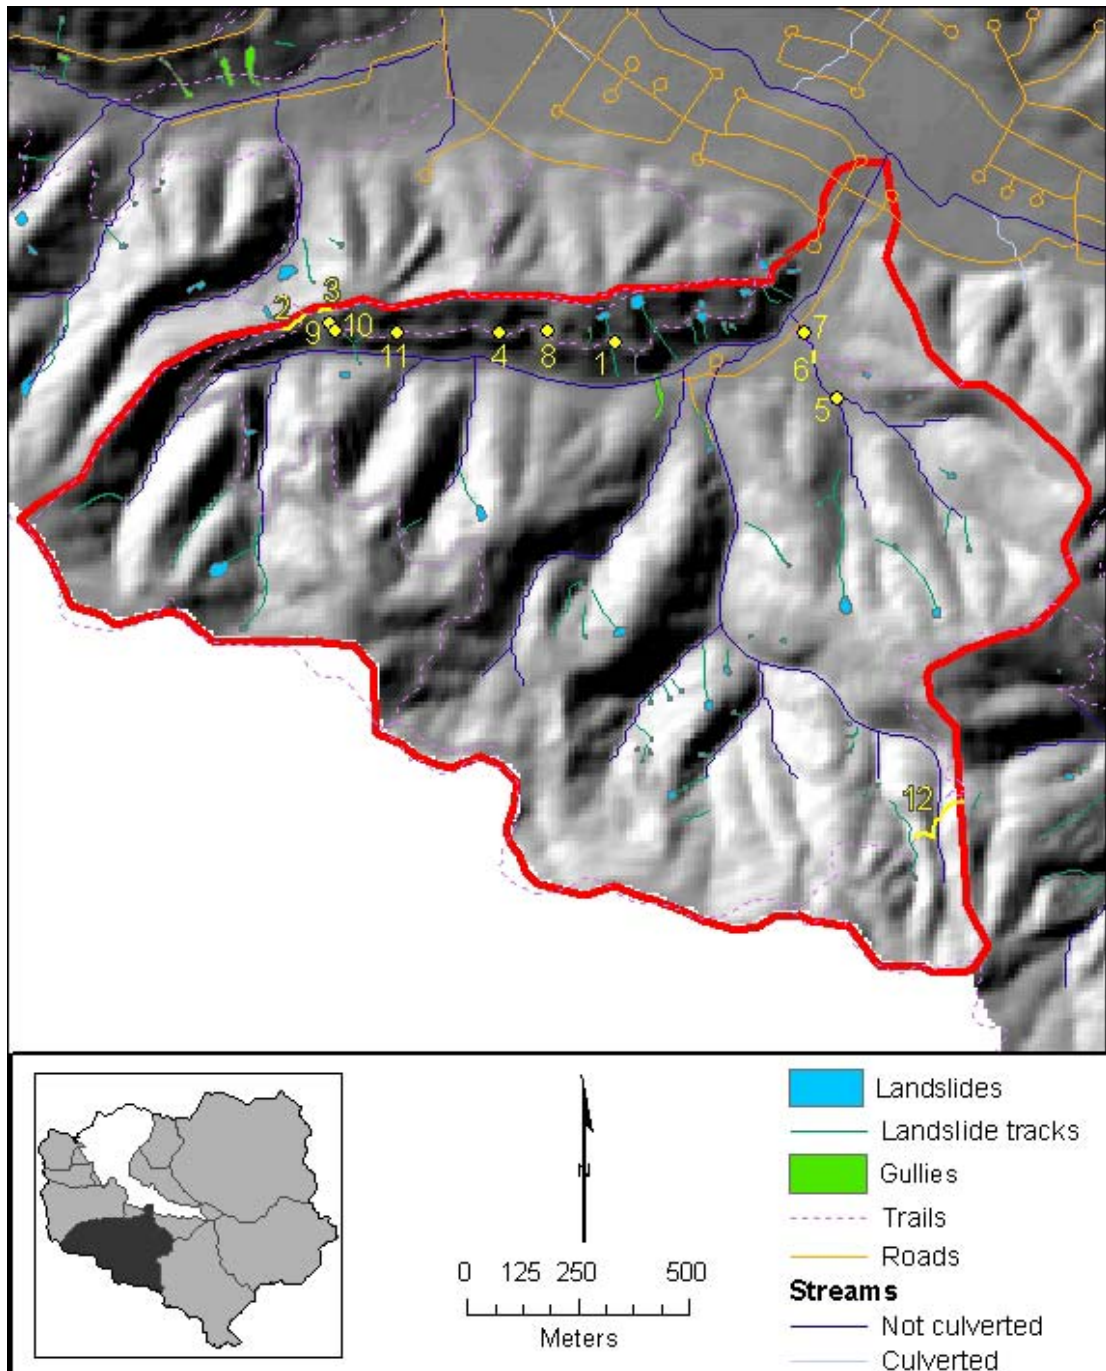 2 3
9 10
11 4 8 1
7
6
5
12
Landslides
Landslide tracks
Gullies
Trails
Roads
Streams
Not culverted
Culverted
N
0 125 250 500
Meters